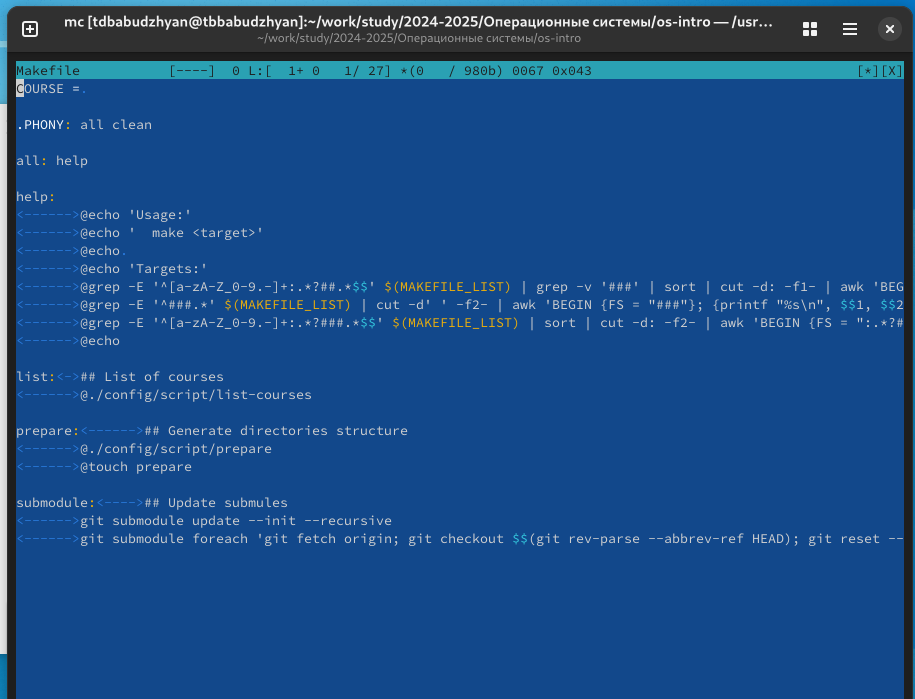 mc [tdbabudzhyan@tbbabudzhyan]:~/work/study/2024-2025/Операционные системы/os-intro — /usr...
~/work/study/2024-2025/Операционные системы/os-intro
Makefile           [----]  0 L:[  1+ 0   1/ 27] *(0   / 980b) 0067 0x043                                 [*][X]
COURSE =.

.PHONY: all clean

all: help

help:
<------>@echo 'Usage:'
<------>@echo '  make <target>'
<------>@echo.
<------>@echo 'Targets:'
<------>@grep -E '^[a-zA-Z_0-9.-]+:.*?##.*$$' $(MAKEFILE_LIST) | grep -v '###' | sort | cut -d: -f1- | awk 'BEG
<------>@grep -E '^###.*' $(MAKEFILE_LIST) | cut -d' ' -f2- | awk 'BEGIN {FS = "###"}; {printf "%s\n", $$1, $$2
<------>@grep -E '^[a-zA-Z_0-9.-]+:.*?###.*$$' $(MAKEFILE_LIST) | sort | cut -d: -f2- | awk 'BEGIN {FS = ":.*?#
<------>@echo

list:<->## List of courses
<------>@./config/script/list-courses

prepare:<------>## Generate directories structure
<------>@./config/script/prepare
<------>@touch prepare

submodule:<---->## Update submules
<------>git submodule update --init --recursive
<------>git submodule foreach 'git fetch origin; git checkout $$(git rev-parse --abbrev-ref HEAD); git reset --